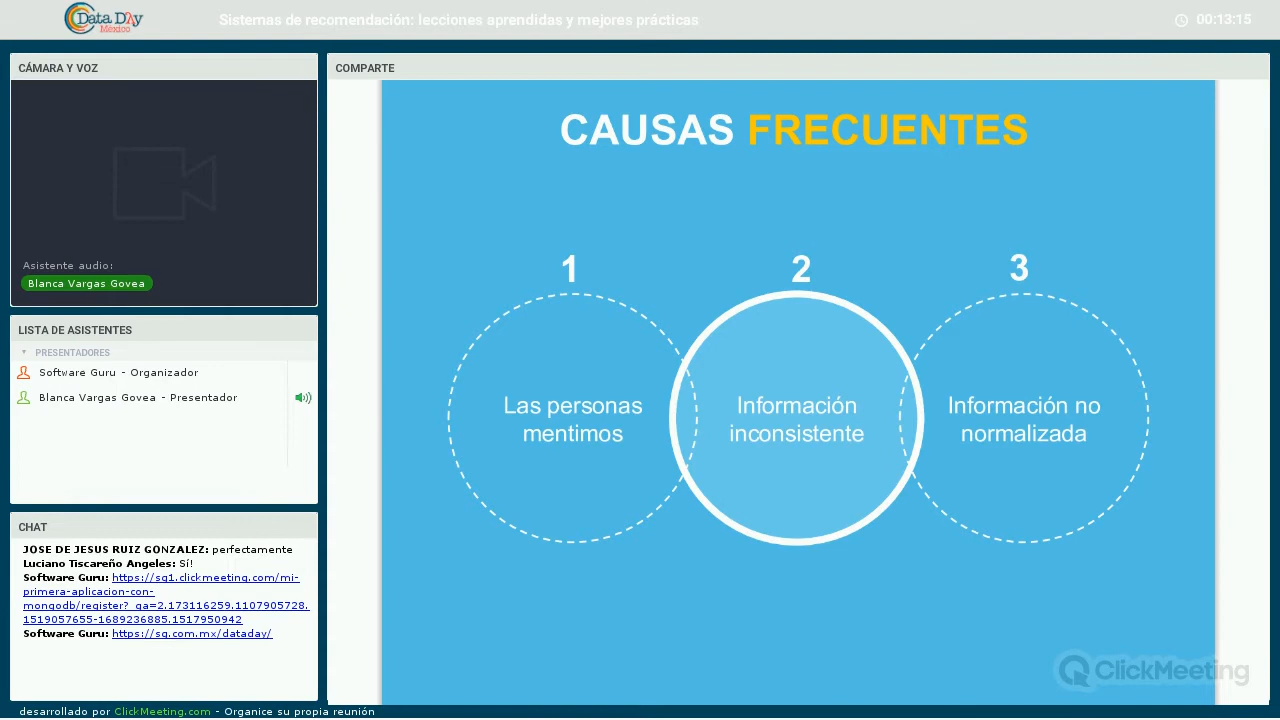 Data Day
México
Sistemas de recomendación: lecciones aprendidas y mejores prácticas
00:13:15
CÁMARA Y VOZ
Asistente audio:
Blanca Vargas Govea
LISTA DE ASISTENTES
PRESENTADORES
Software Guru - Organizador
Blanca Vargas Govea - Presentador
CHAT
JOSE DE JESUS RUIZ GONZALEZ: perfectamente
Luciano Tiscareño Angeles: Sí!
Software Guru: https://sg1.clickmeeting.com/mi-
primera-aplicacion-con-
mongodb/register?_ga=2.173116259.1107905728.
1519057655-1689236885.1517950942
Software Guru: https://sg.com.mx/dataday/
COMPARTE
CAUSAS FRECUENTES
1
Las personas
mentimos
2
Información
inconsistente
3
Información no
normalizada
ClickMeeting
desarrollado por ClickMeeting.com - Organice su propia reunión